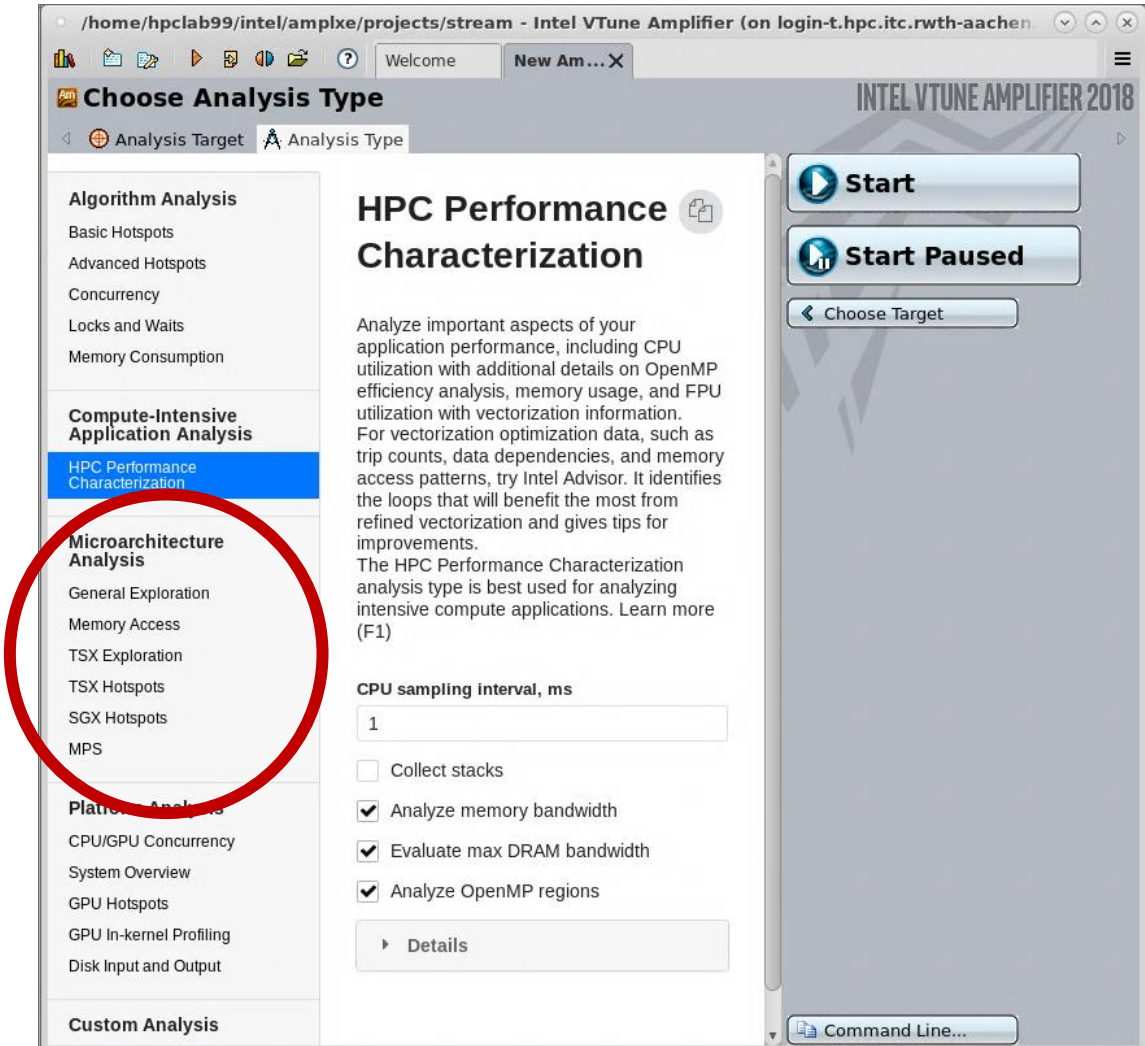 /home/hpclab99/intel/amplxe/projects/stream - Intel VTune Amplifier (on login-t.hpc.itc.rwth-aachen.
Welcome
New Am...
Choose Analysis Type
INTEL VTUNE AMPLIFIER 2018
Analysis Target
Analysis Type
Algorithm Analysis
Basic Hotspots
Advanced Hotspots
Concurrency
Locks and Waits
Memory Consumption
Compute-Intensive
Application Analysis
HPC Performance
Characterization
Microarchitecture
Analysis
General Exploration
Memory Access
TSX Exploration
TSX Hotspots
SGX Hotspots
MPS
Platform Analysis
CPU/GPU Concurrency
System Overview
GPU Hotspots
GPU In-kernel Profiling
Disk Input and Output
Custom Analysis
HPC Performance
Characterization
Analyze important aspects of your
application performance, including CPU
utilization with additional details on OpenMP
efficiency analysis, memory usage, and FPU
utilization with vectorization information.
For vectorization optimization data, such as
trip counts, data dependencies, and memory
access patterns, try Intel Advisor. It identifies
the loops that will benefit the most from
refined vectorization and gives tips for
improvements.
The HPC Performance Characterization
analysis type is best used for analyzing
intensive compute applications. Learn more
(F1)
CPU sampling interval, ms
1
Collect stacks
Analyze memory bandwidth
Evaluate max DRAM bandwidth
Analyze OpenMP regions
Details
Start
Start Paused
Choose Target
Command Line...